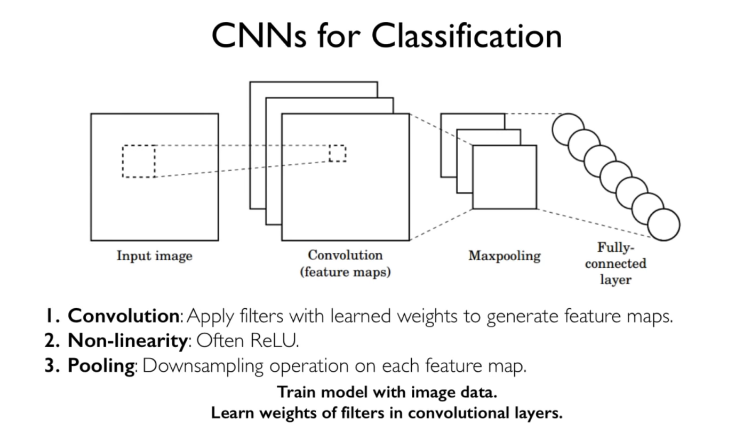 CNNs for Classification
Input image
Convolution
(feature maps)
Maxpooling
Fully-
connected
layer
1. Convolution: Apply filters with learned weights to generate feature maps.
2. Non-linearity: Often ReLU.
3. Pooling: Downsampling operation on each feature map.
Train model with image data.
Learn weights of filters in convolutional layers.